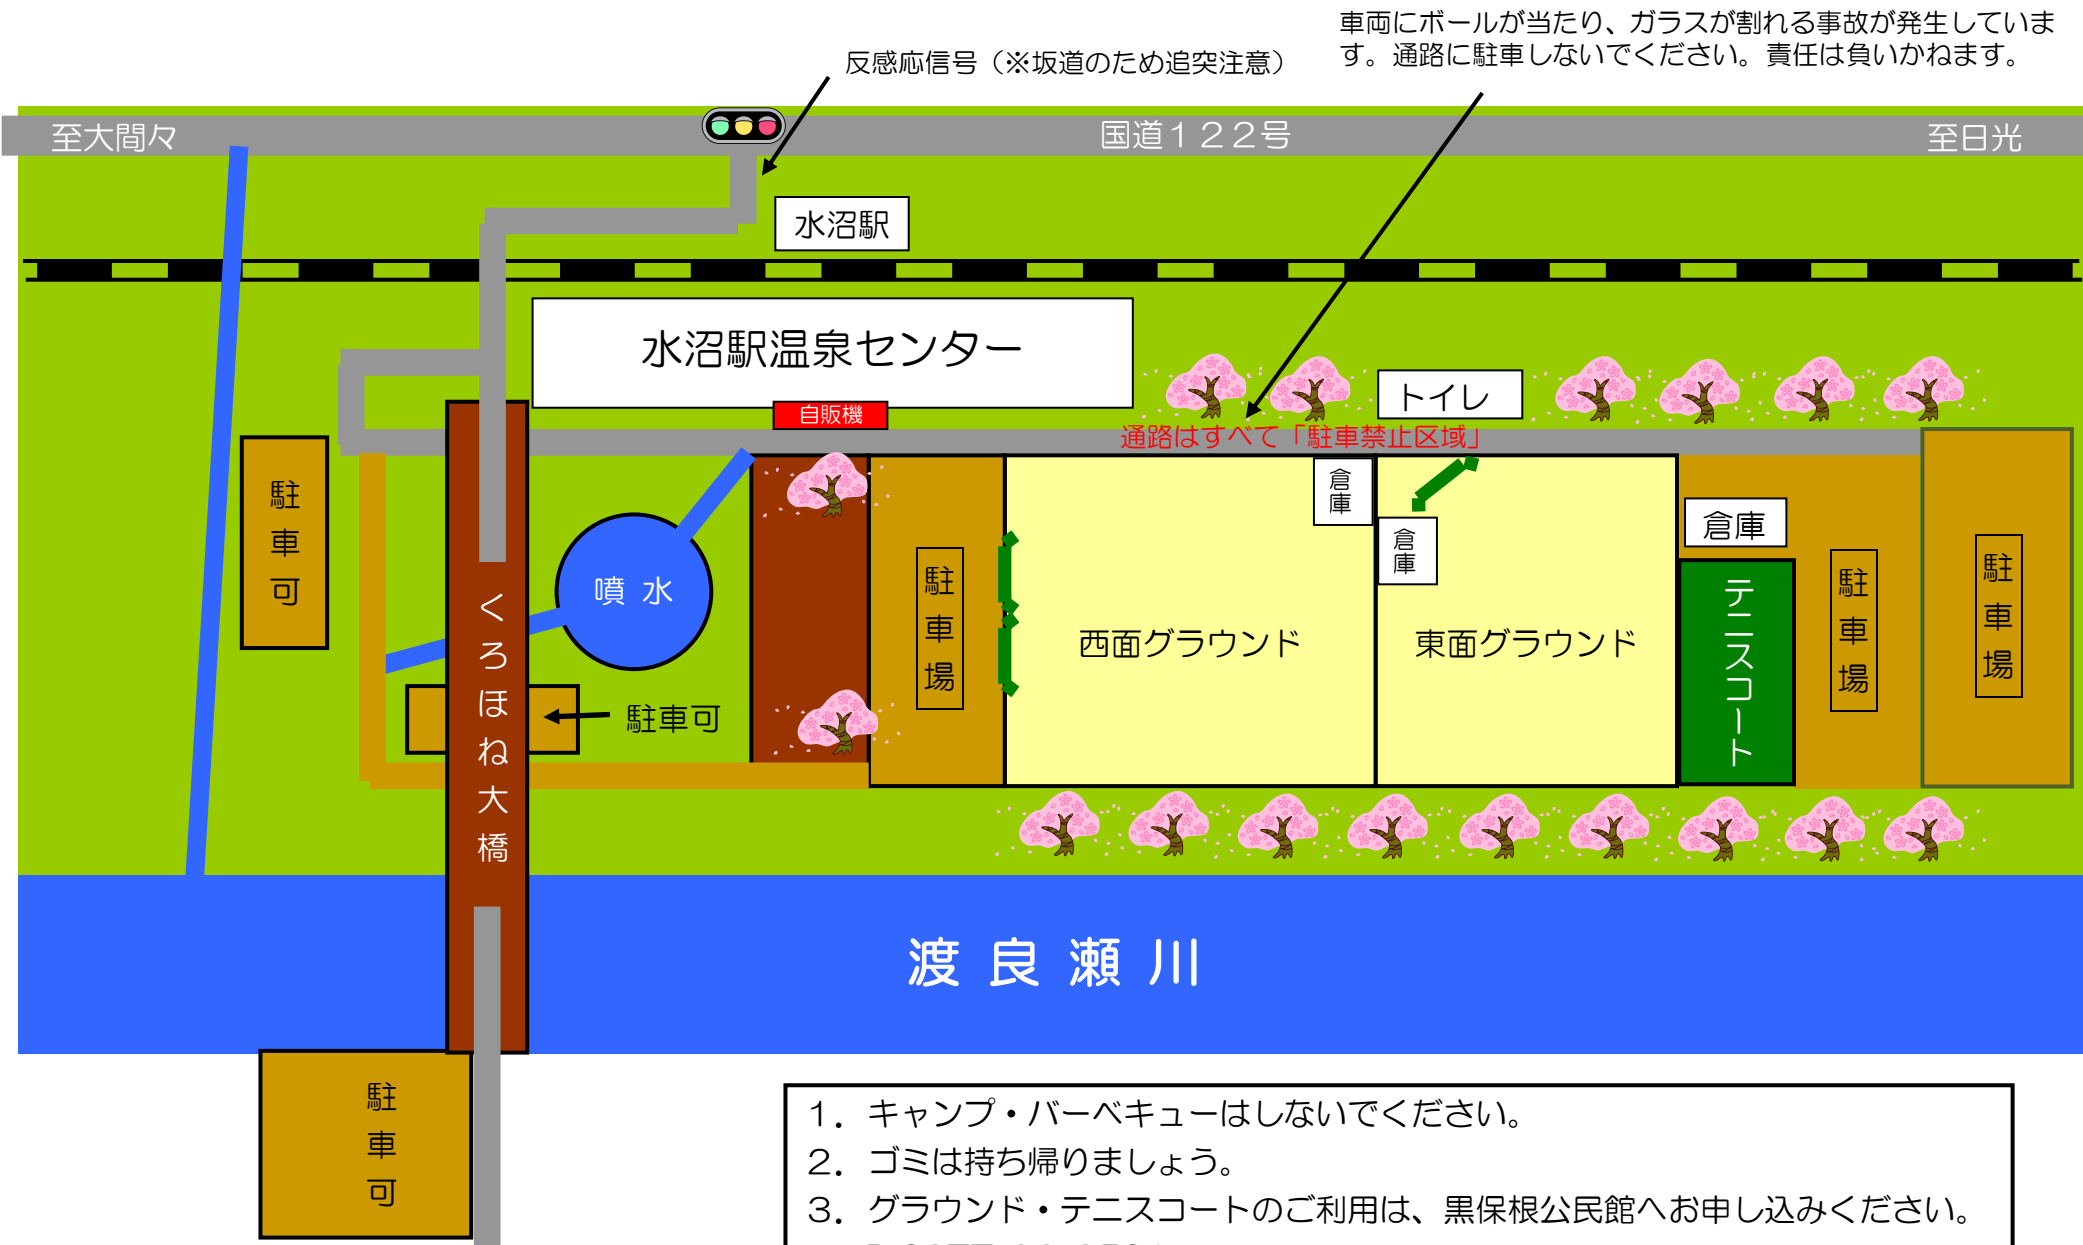 車両にボールが当たり、ガラスが割れる事故が発生していま
す。通路に駐車しないでください。責任は負いかねます。
反感応信号（※坂道のため追突注意）
至大間々
国道１２２号
至日光
水沼駅
水沼駅温泉センター
自販機
トイレ
通路はすべて「駐車禁止区域」
駐車可
くろほね大橋
噴水
駐車可
駐車場
西面グラウンド
倉庫
倉庫
東面グラウンド
倉庫
テニスコート
駐車場
駐車場
渡良瀬川
駐車可
１．キャンプ・バーベキューはしないでください。
２．ゴミは持ち帰りましょう。
３．グラウンド・テニスコートのご利用は、黒保根公民館へお申し込みください。